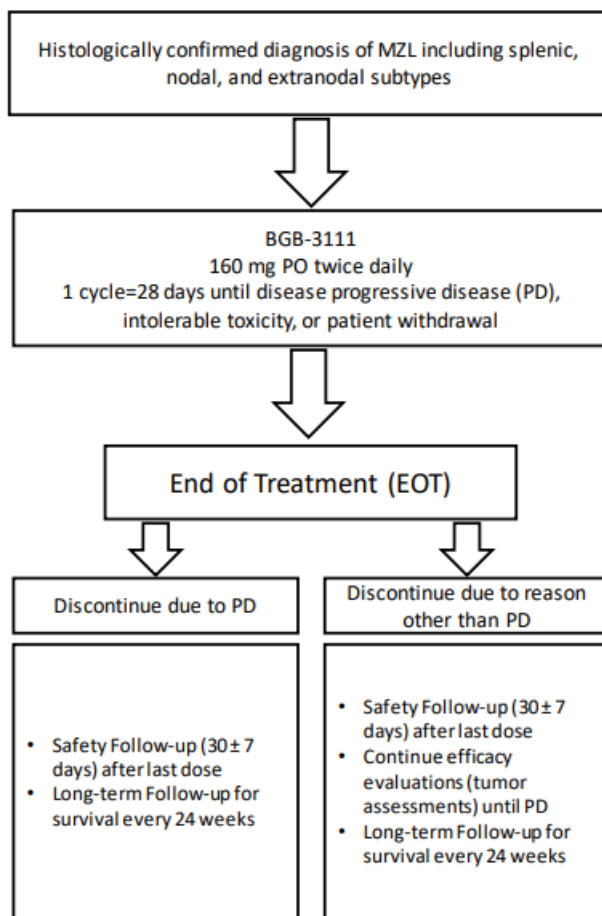 Histologically confirmed diagnosis of MZL including splenic,
nodal, and extranodal subtypes
BGB-3111
160 mg PO twice daily
1 cycle=28 days until disease progressive disease (PD),
intolerable toxicity, or patient withdrawal
End of Treatment (EOT)
Discontinue due to PD
• Safety Follow-up (30± 7
days) after last dose
• Long-term Follow-up for
survival every 24 weeks
Discontinue due to reason
other than PD
• Safety Follow-up (30± 7
days) after last dose
• Continue efficacy
evaluations (tumor
assessments) until PD
• Long-term Follow-up for
survival every 24 weeks